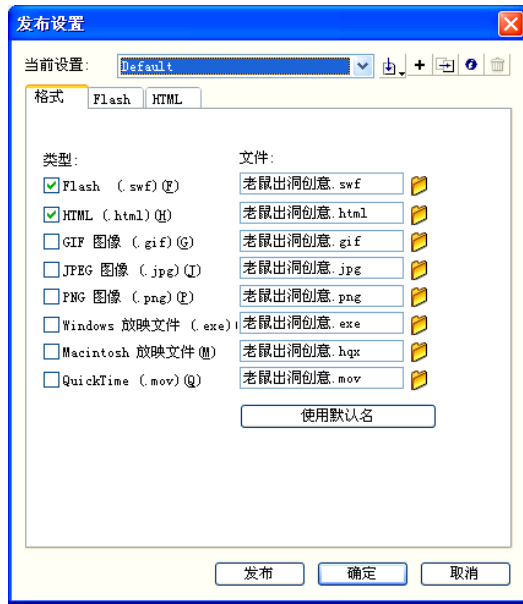 发布设置
当前设置: Default
格式 Flash HTML
类型: 文件:
Flash (.swf)(F) 老鼠出洞创意.swf
HTML (.html)(H) 老鼠出洞创意.html
GIF 图像 (.gif)(G) 老鼠出洞创意.gif
JPEG 图像 (.jpg)(J) 老鼠出洞创意.jpg
PNG 图像 (.png)(P) 老鼠出洞创意.png
Windows 放映文件 (.exe) 老鼠出洞创意.exe
Macintosh 放映文件(M) 老鼠出洞创意.hqx
QuickTime (.mov)(Q) 老鼠出洞创意.mov
使用默认名
发布 确定 取消